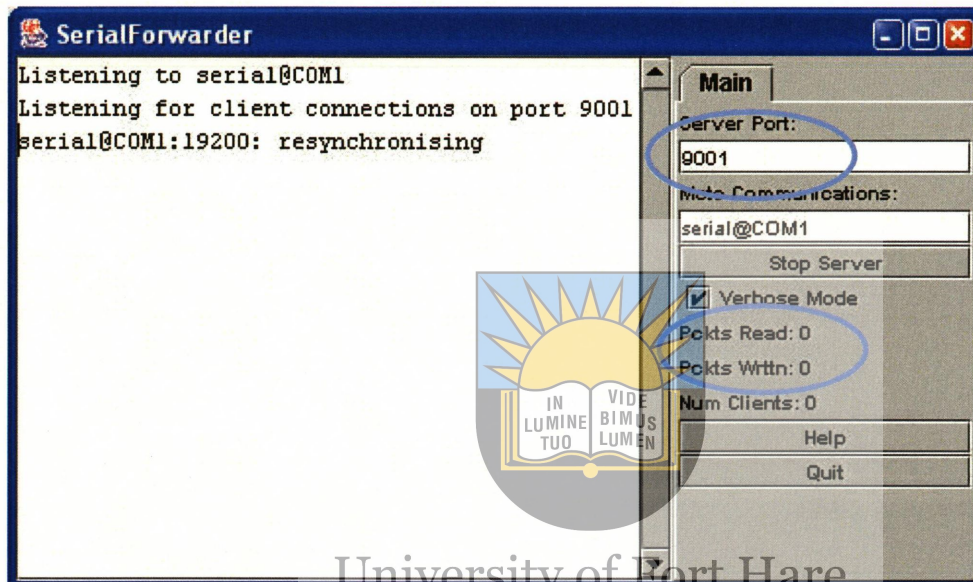 SerialForwarder
Listening to serial@COM1
Listening for client connections on port 9001
serial@COM1:19200: resynchronising
Main
Server Port:
9001
Mote Communications:
serial@COM1
Stop Server
Verbose Mode
Pckts Read: 0
Pckts Wrttn: 0
Num Clients: 0
Help
Quit
IN LUMINE TUO
VIDE BIMUS LUMEN
University of Fort Hare